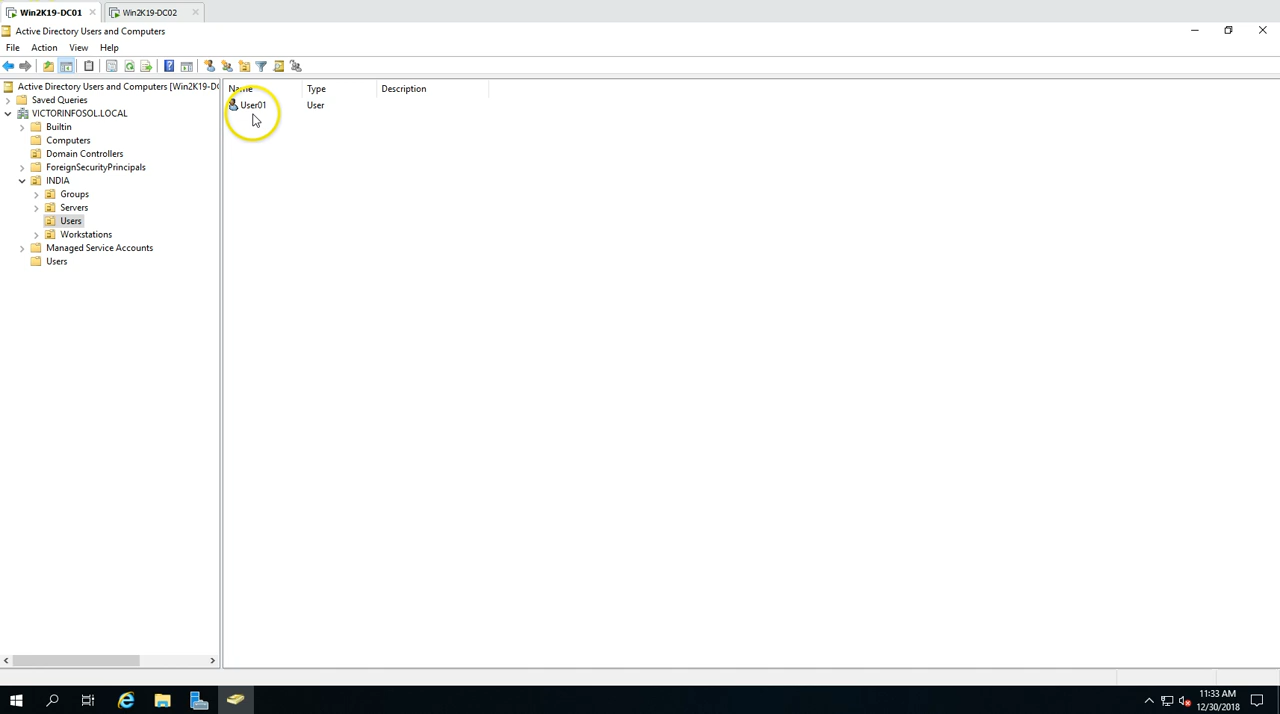 Win2K19-DC01
Win2K19-DC02
Active Directory Users and Computers
File Action View Help
Active Directory Users and Computers [Win2K19-DC
Saved Queries
VICTORINFOSOL.LOCAL
Builtin
Computers
Domain Controllers
ForeignSecurityPrincipals
INDIA
Groups
Servers
Users
Workstations
Managed Service Accounts
Users
Name Type Description
User01 User
11:33 AM
12/30/2018